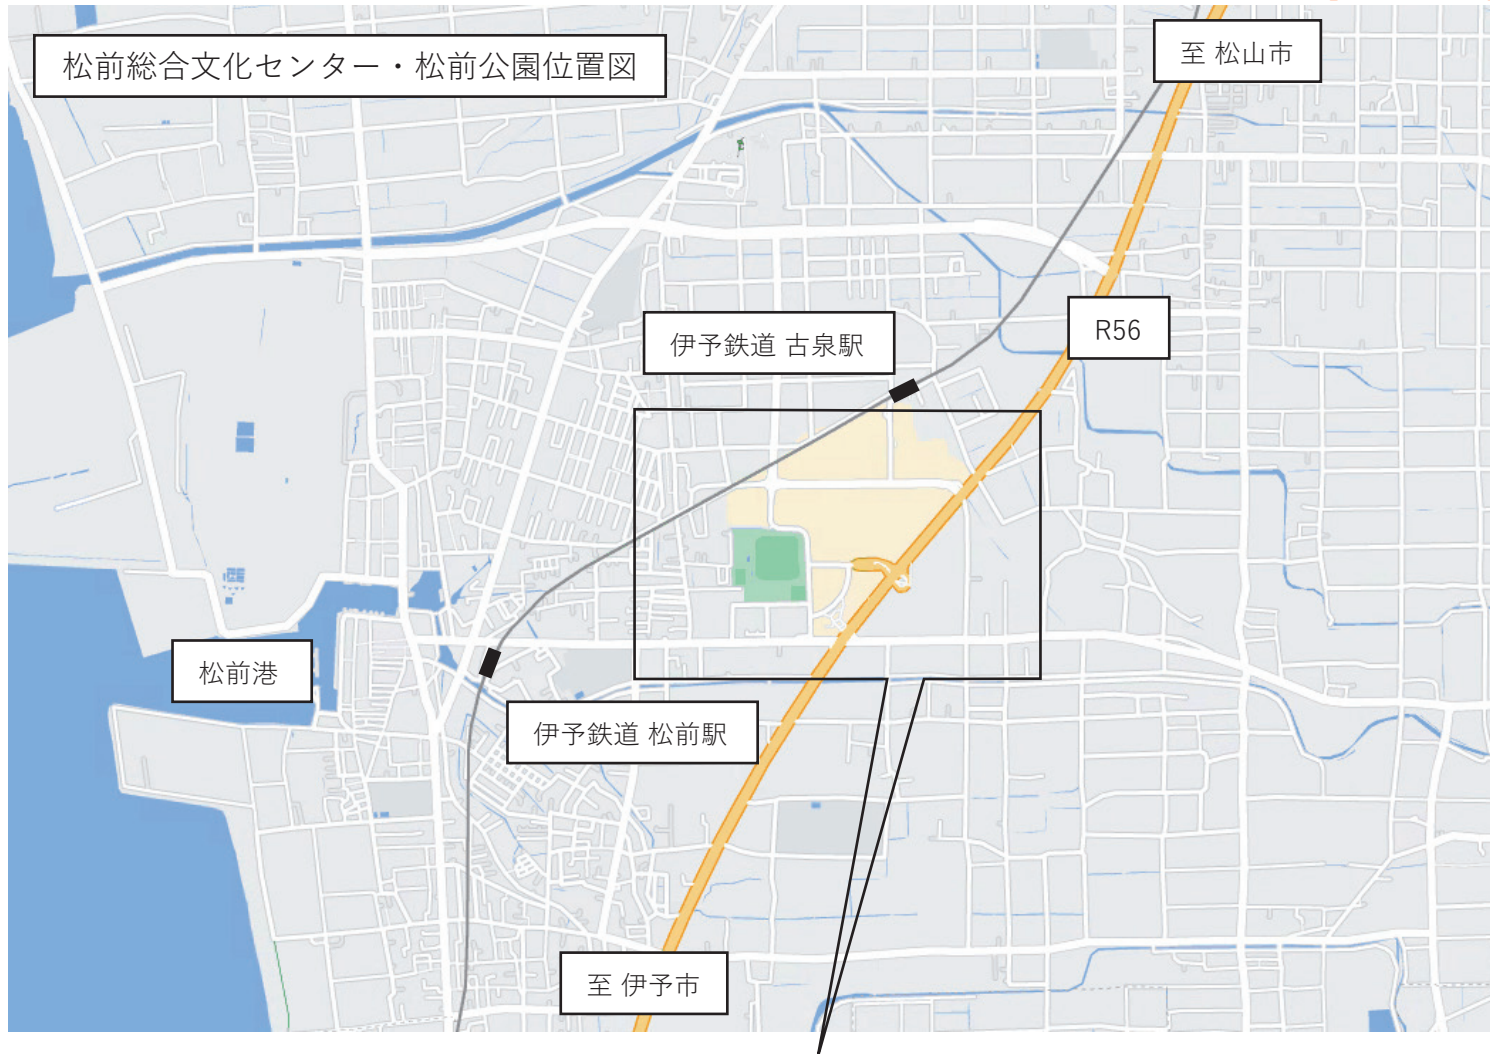 松前総合文化センター・松前公園位置図
至 松山市
R56
伊予鉄道 古泉駅
松前港
伊予鉄道 松前駅
至 伊予市